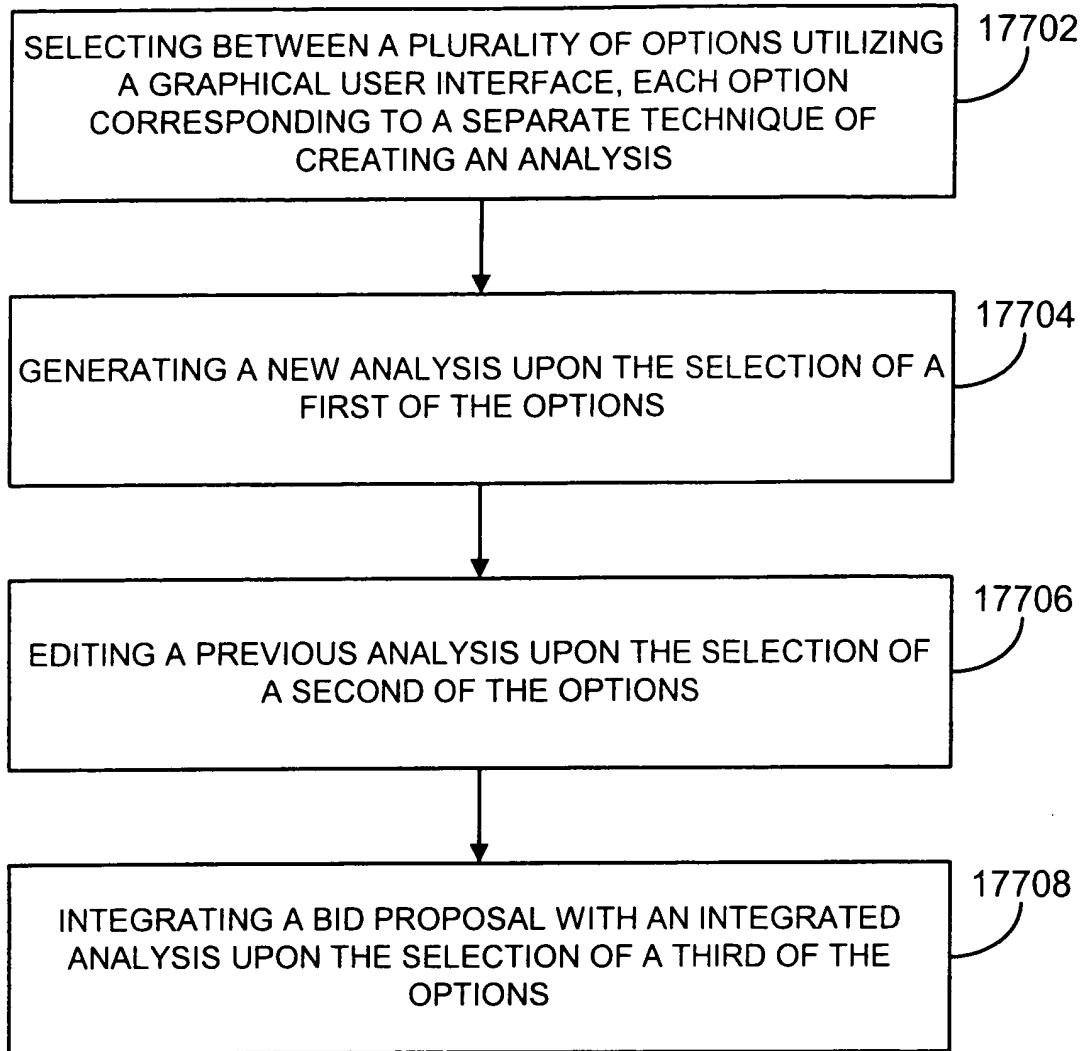 SELECTING BETWEEN A PLURALITY OF OPTIONS UTILIZING
A GRAPHICAL USER INTERFACE, EACH OPTION
CORRESPONDING TO A SEPARATE TECHNIQUE OF
CREATING AN ANALYSIS
17702
GENERATING A NEW ANALYSIS UPON THE SELECTION OF A
FIRST OF THE OPTIONS
17704
EDITING A PREVIOUS ANALYSIS UPON THE SELECTION OF
A SECOND OF THE OPTIONS
17706
INTEGRATING A BID PROPOSAL WITH AN INTEGRATED
ANALYSIS UPON THE SELECTION OF A THIRD OF THE
OPTIONS
17708